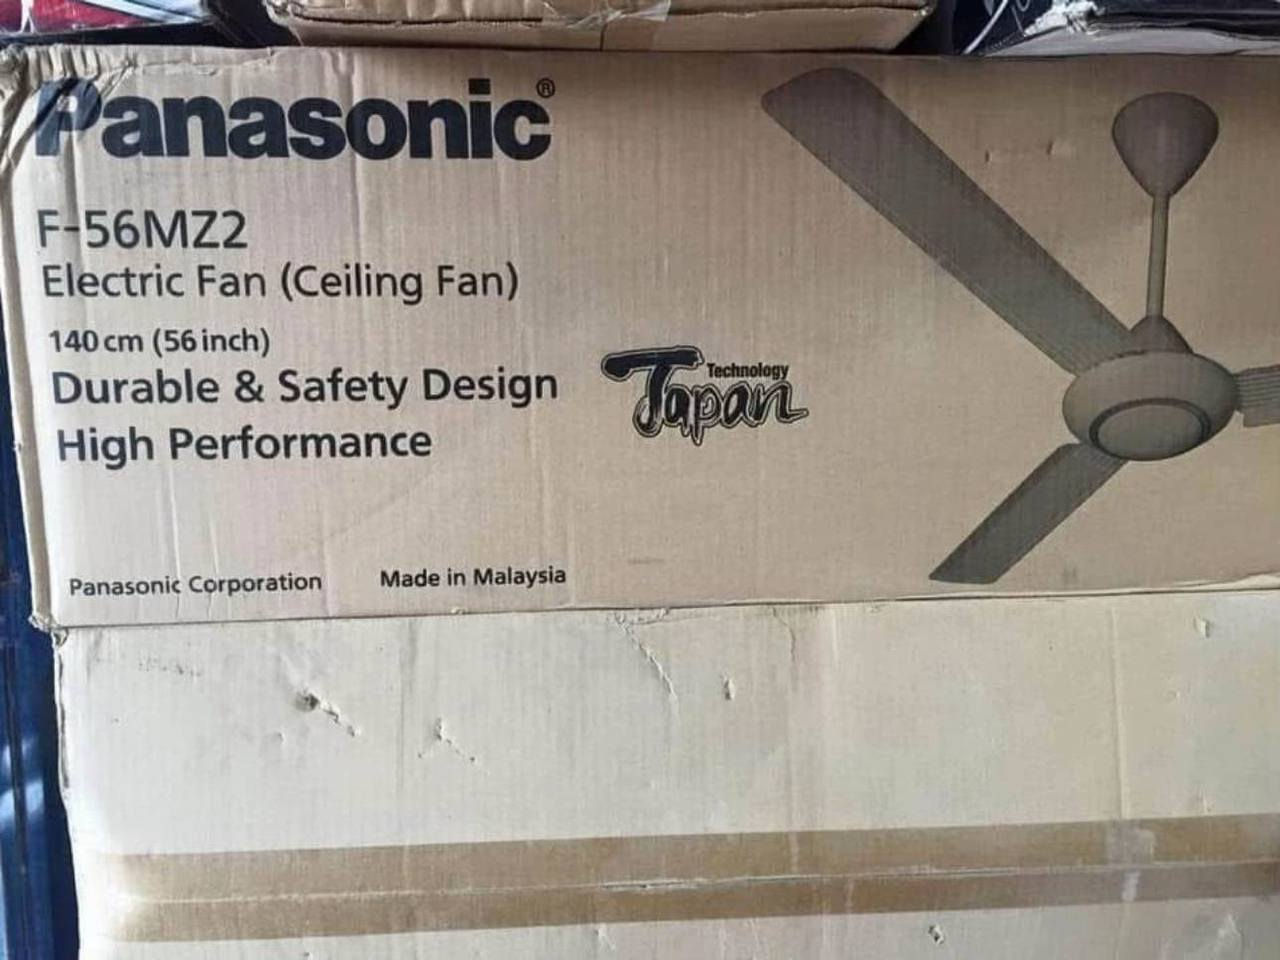 Panasonic®
F-56MZ2
Electric Fan (Ceiling Fan)
140 cm (56 inch)
Durable & Safety Design
High Performance
Technology
Japan
Panasonic Corporation Made in Malaysia